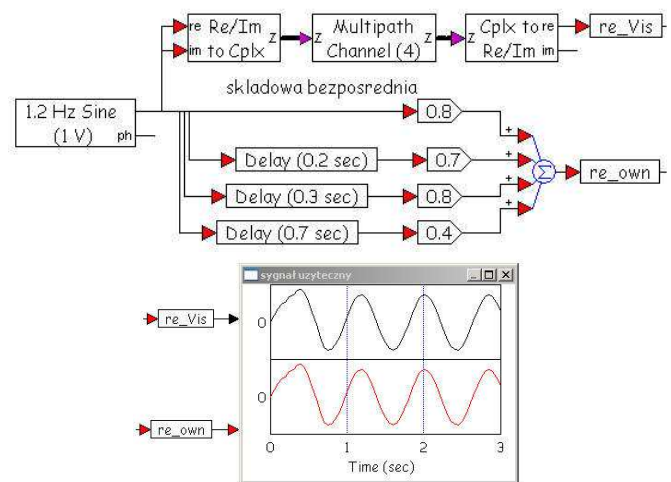 re Re/Im
im to Cplx Z
Z Multipath Z
Channel (4)
Z Cplx to re
Re/Im im
re_Vis
skladowa bezposrednia
1.2 Hz Sine
(1 V) ph
0.8
Delay (0.2 sec)
0.7
Delay (0.3 sec)
0.8
Delay (0.7 sec)
0.4
+
+
+
+
Σ
re_own
sygnał uzyteczny
re_Vis
0
re_own
0
0 1 2 3
Time (sec)